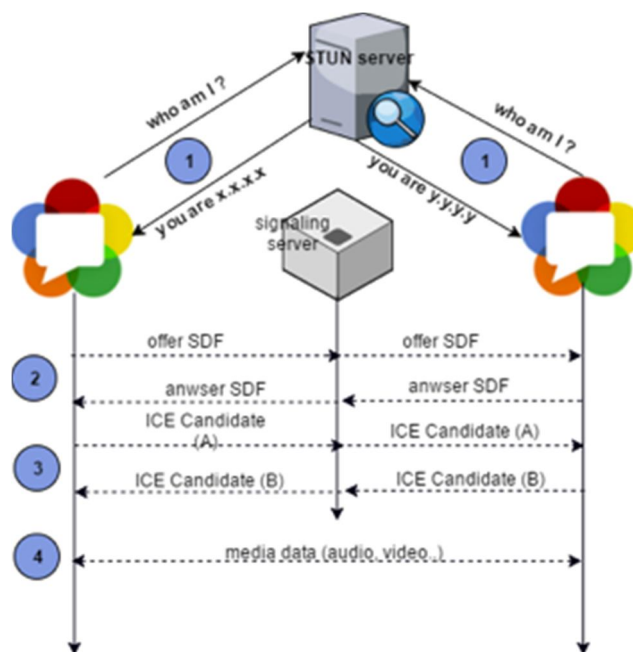 STUN server
who am I ?
who am I ?
1
1
you are x.x.x.x
you are y.y.y.y
signaling
server
offer SDF
offer SDF
2
anwser SDF
anwser SDF
ICE Candidate
(A)
ICE Candidate (A)
3
ICE Candidate (B)
ICE Candidate (B)
4
media data (audio, video..)